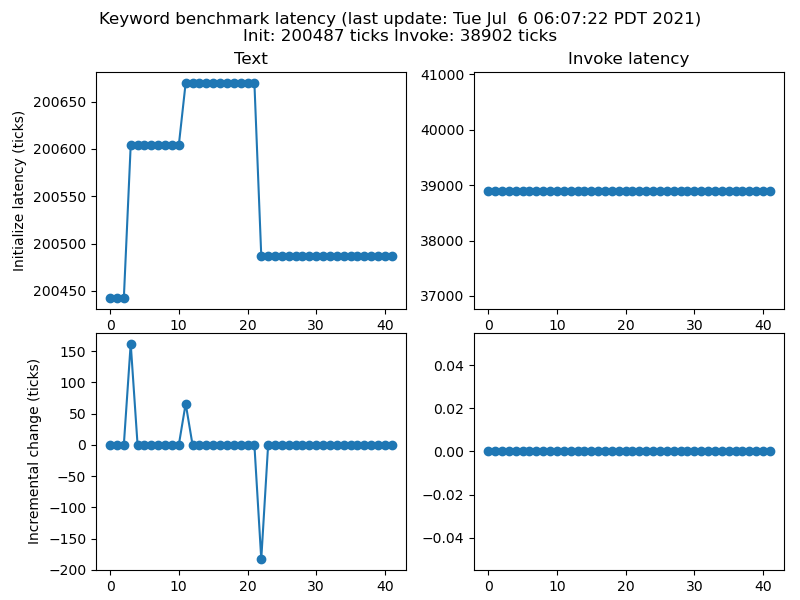 Keyword benchmark latency (last update: Tue Jul  6 06:07:22 PDT 2021)
Init: 200487 ticks Invoke: 38902 ticks
Text
Initialize latency (ticks)
200650
200600
200550
200500
200450
0 10 20 30 40
Invoke latency
41000
40000
39000
38000
37000
0 10 20 30 40
Incremental change (ticks)
150
100
50
0
−50
−100
−150
−200
0 10 20 30 40
0.04
0.02
0.00
−0.02
−0.04
0 10 20 30 40